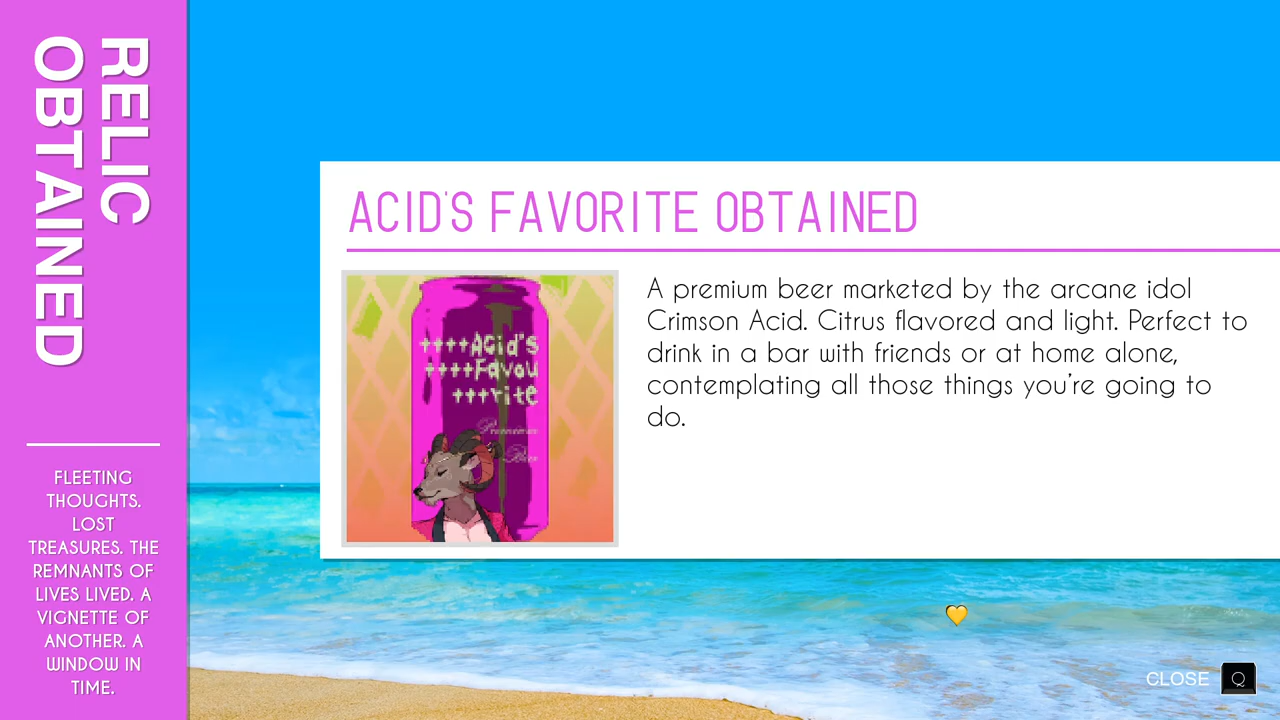 RELIC
OBTAINED
FLEETING
THOUGHTS.
LOST
TREASURES. THE
REMNANTS OF
LIVES LIVED. A
VIGNETTE OF
ANOTHER. A
WINDOW IN
TIME.
ACID'S FAVORITE OBTAINED
++++Acid's
++++Favou
+++rite
A premium beer marketed by the arcane idol
Crimson Acid. Citrus flavored and light. Perfect to
drink in a bar with friends or at home alone,
contemplating all those things you're going to
do.
CLOSE Q